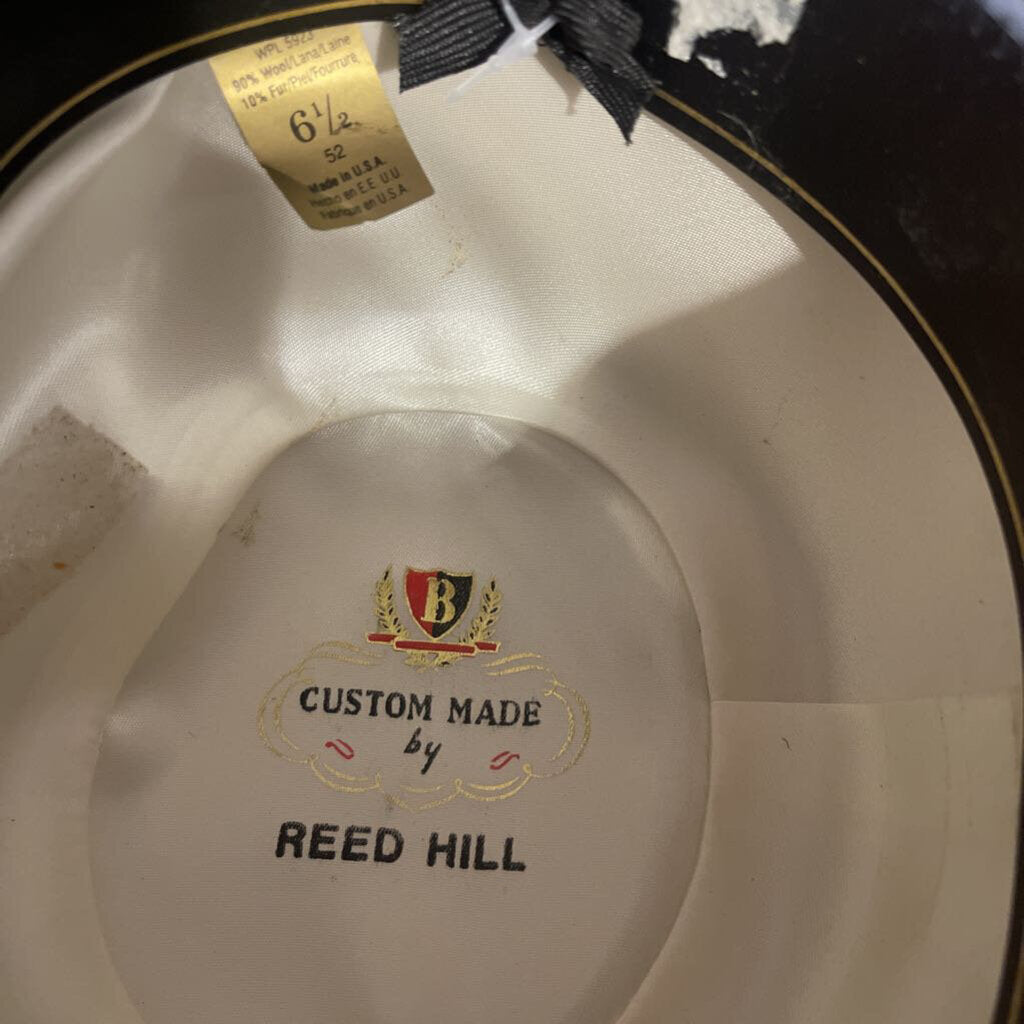 WPL 5923
90% Wool/Lana/Laine
10% Fur/Piel/Fourrure
6 1/2
52
Made in U.S.A.
Hecho en E.E U.U.
Fabrique en U.S.A.
B
CUSTOM MADE
by
REED HILL